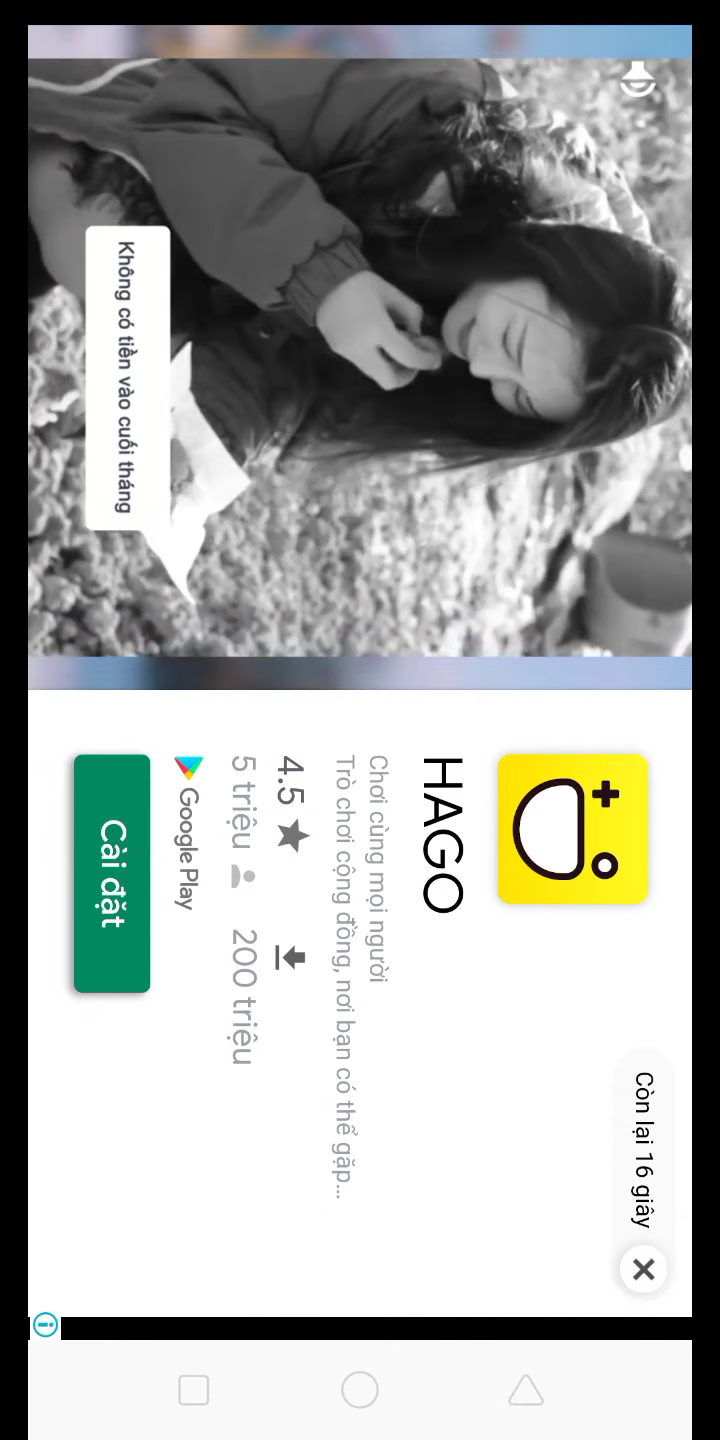 Không có tiền vào cuối tháng
Còn lại 16 giây
HAGO
Chơi cùng mọi người
Trò chơi cộng đồng, nơi bạn có thể gặp...
4.5
5 triệu 200 triệu
Google Play
Cài đặt